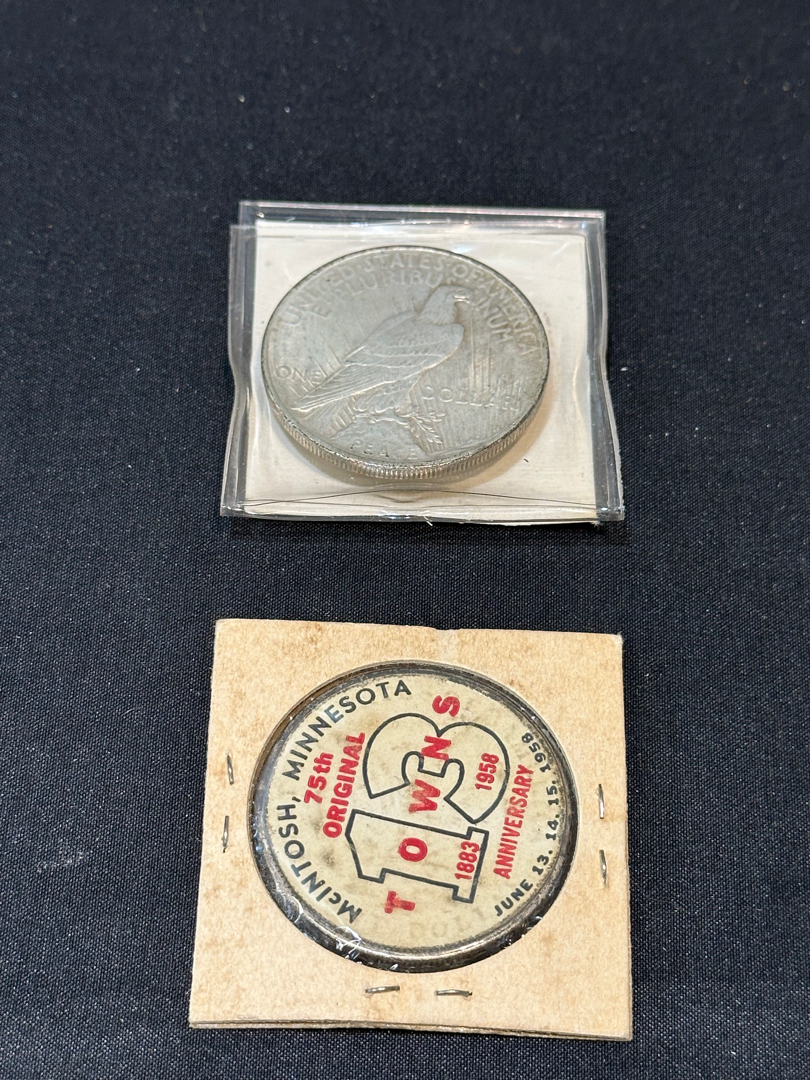 UNITED STATES OF AMERICA
E PLURIBUS UNUM
ONE
DOLLAR
PEACE
McINTOSH, MINNESOTA
75th
ORIGINAL
13
TOWNS
1883
1958
ANNIVERSARY
JUNE 13. 14. 15. 1958